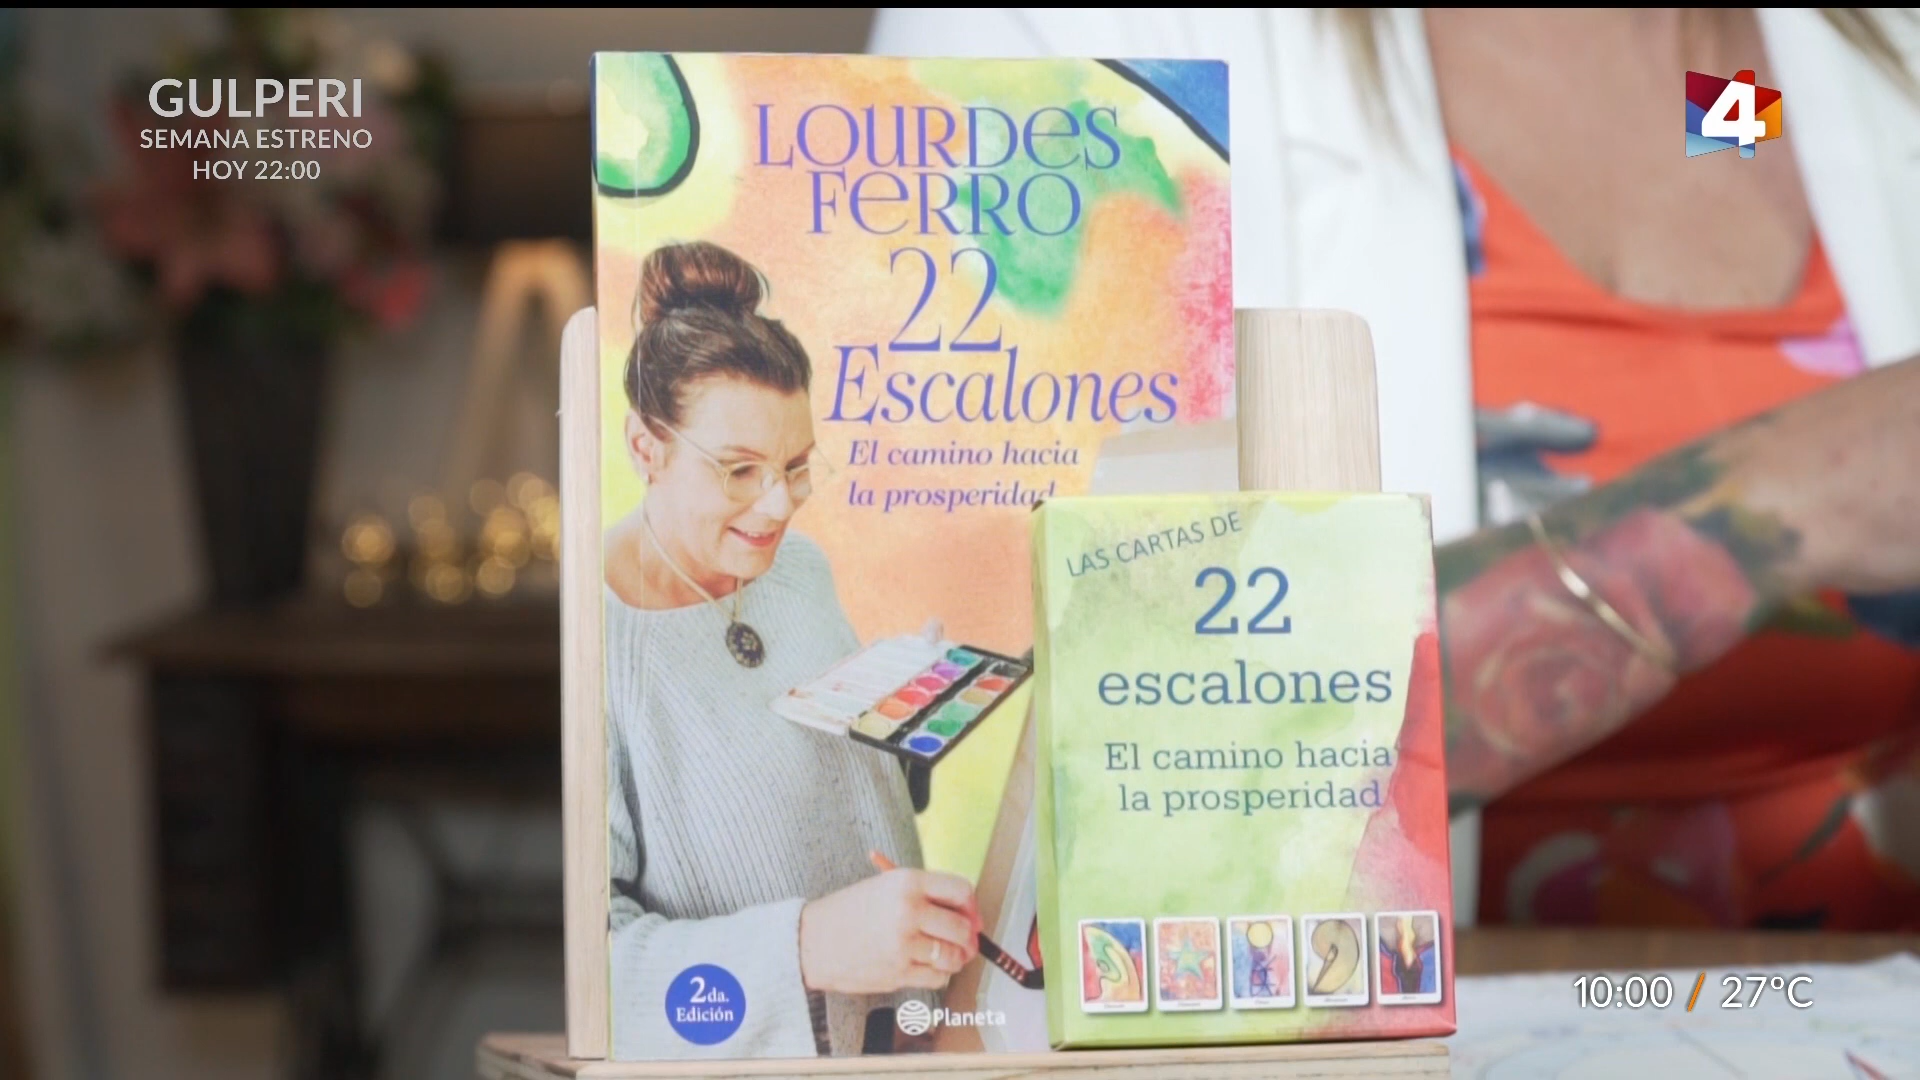 GULPERI
SEMANA ESTRENO
HOY 22:00
4
LOURDES
FERRO
22
Escalones
El camino hacia
la prosperidad
LAS CARTAS DE
22
escalones
El camino hacia
la prosperidad
2da.
Edición
Planeta
10:00 / 27°C